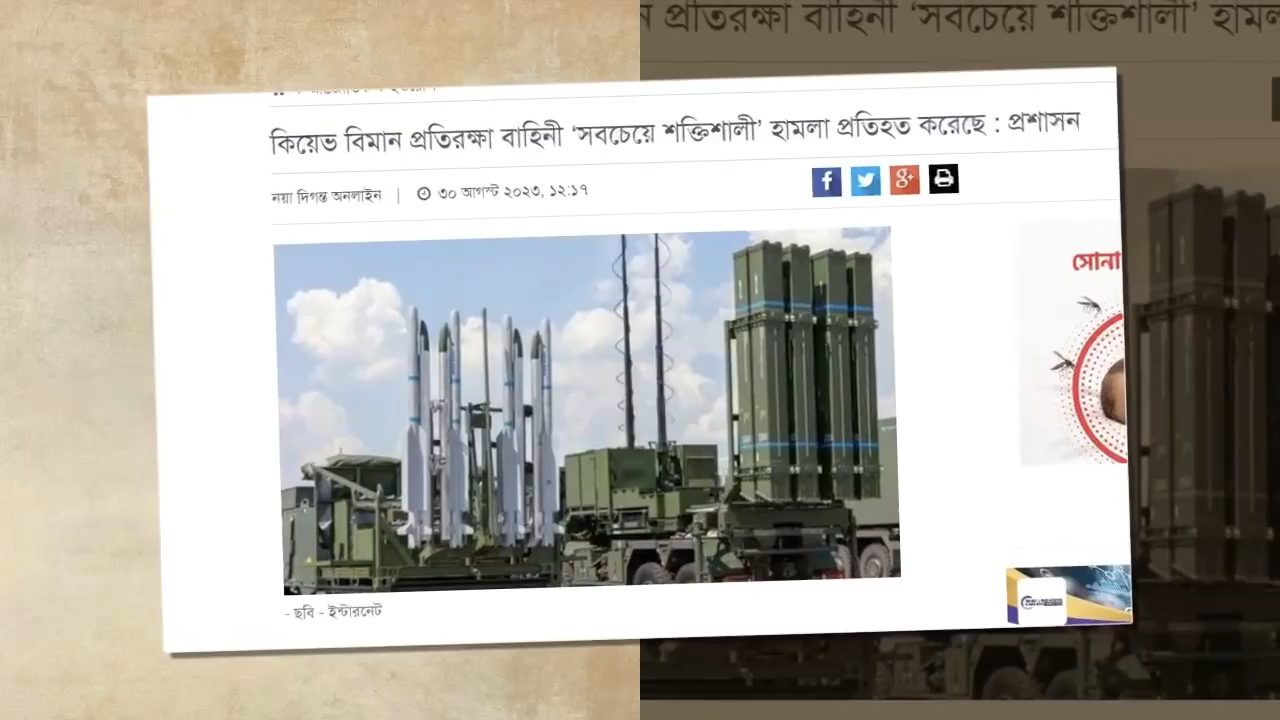 ন প্রতিরক্ষা বাহিনী ‘সবচেয়ে শক্তিশালী’ হামল
কিয়েভ বিমান প্রতিরক্ষা বাহিনী ‘সবচেয়ে শক্তিশালী’ হামলা প্রতিহত করেছে : প্রশাসন
নয়া দিগন্ত অনলাইন | ৩০ আগস্ট ২০২৩, ১২:১৭
সোনা
- ছবি - ইন্টারনেট